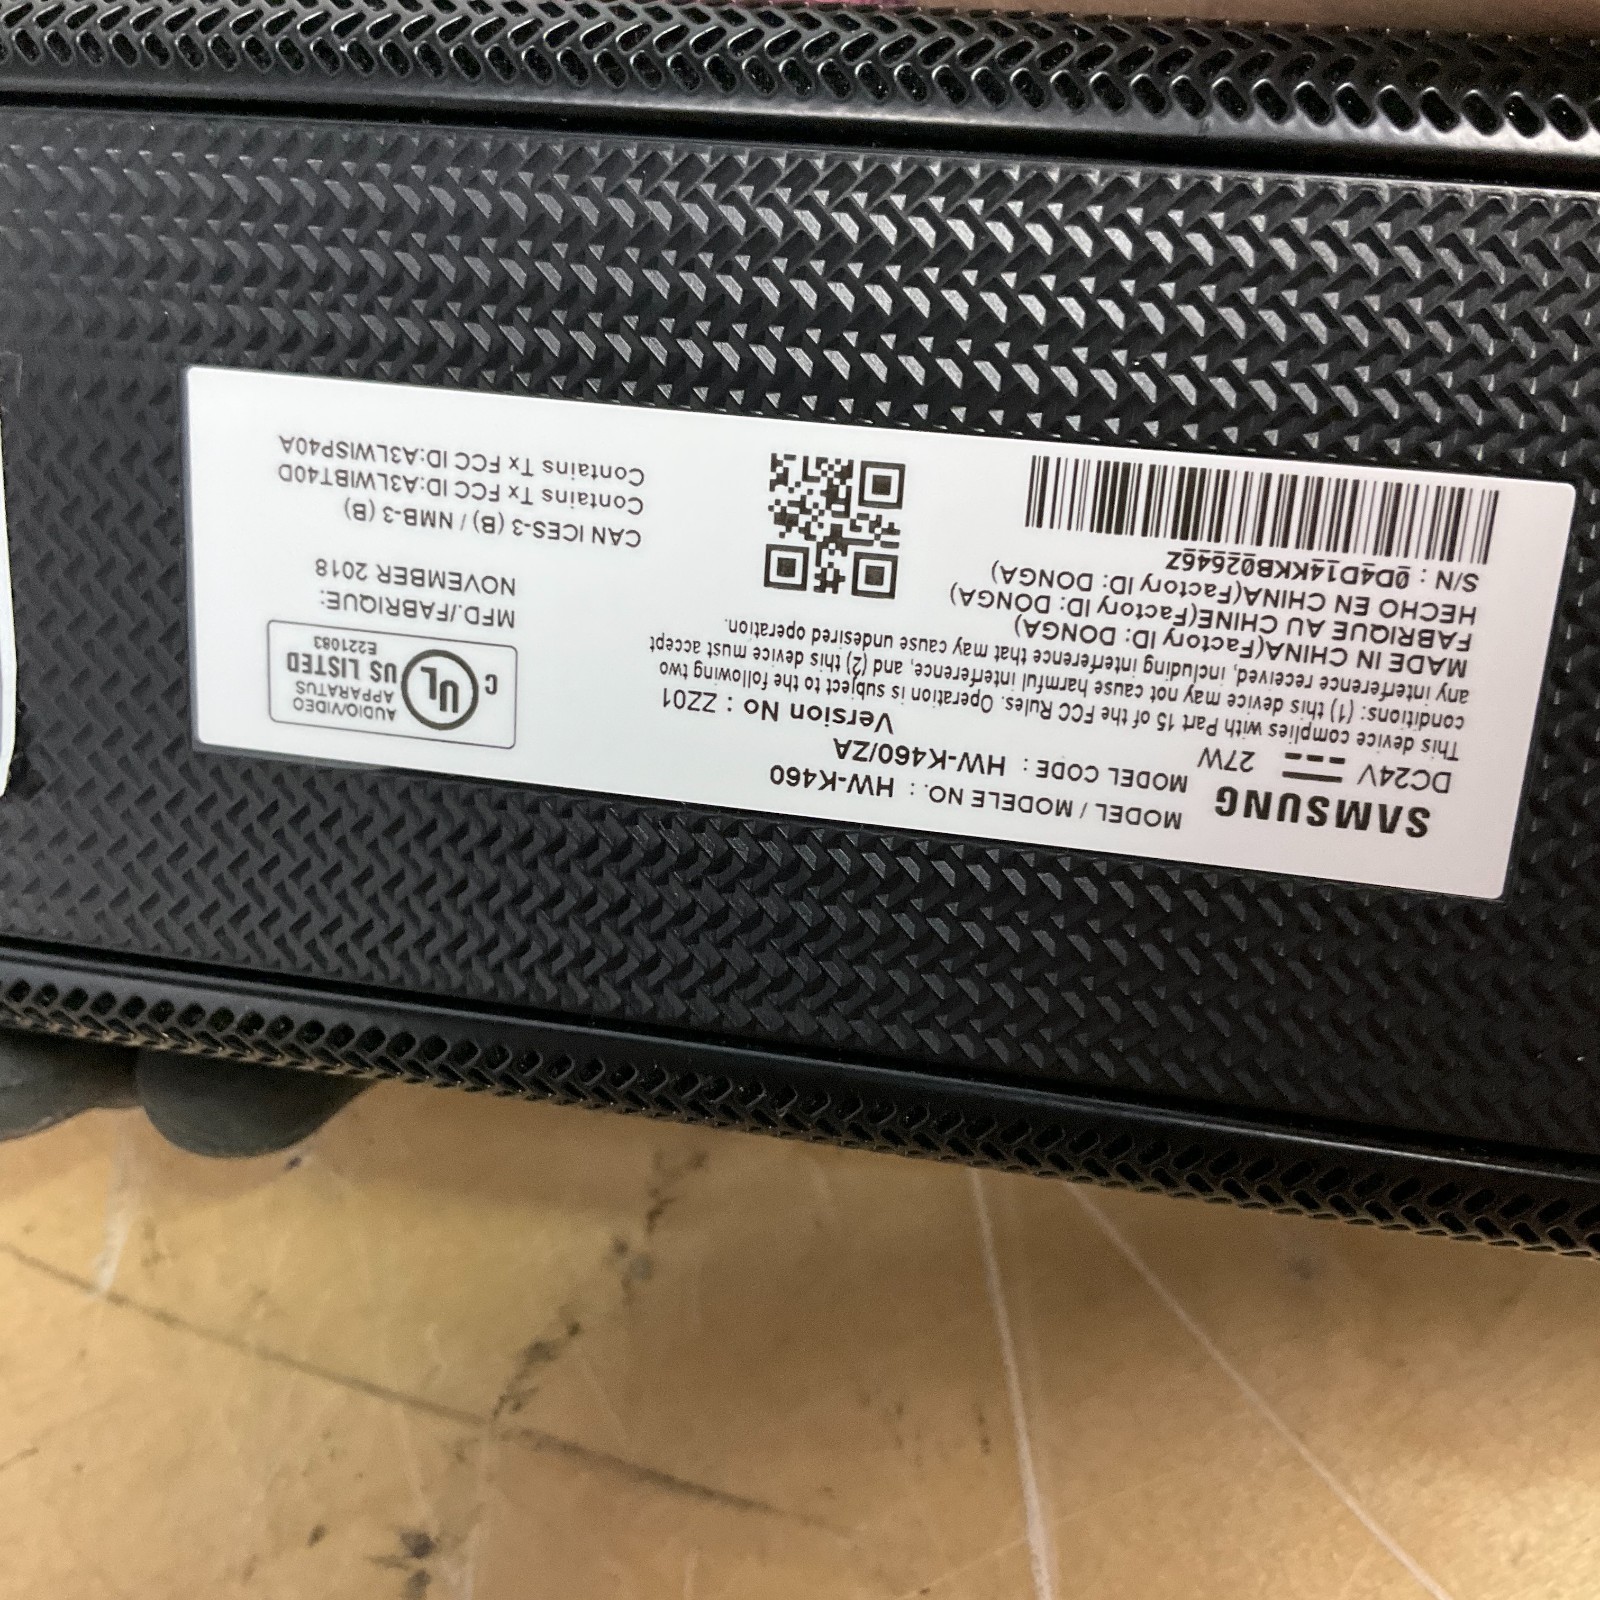 SAMSUNG
MODEL / MODELE NO. : HW-K460
MODEL CODE : HW-K460/ZA
DC24V 27W
Version No : ZZ01
This device complies with Part 15 of the FCC Rules. Operation is subject to the following two
conditions: (1) this device may not cause harmful interference, and (2) this device must accept
any interference received, including interference that may cause undesired operation.
MADE IN CHINA(Factory ID: DONGA)
FABRIQUE AU CHINE(Factory ID: DONGA)
HECHO EN CHINA(Factory ID: DONGA)
S/N : 0D4D14KKB02646Z
C UL US LISTED
AUDIO/VIDEO
APPARATUS
E221083
MFD./FABRIQUE:
NOVEMBER 2018
CAN ICES-3 (B) / NMB-3 (B)
Contains Tx FCC ID:A3LWIBT40D
Contains Tx FCC ID:A3LWISP40A